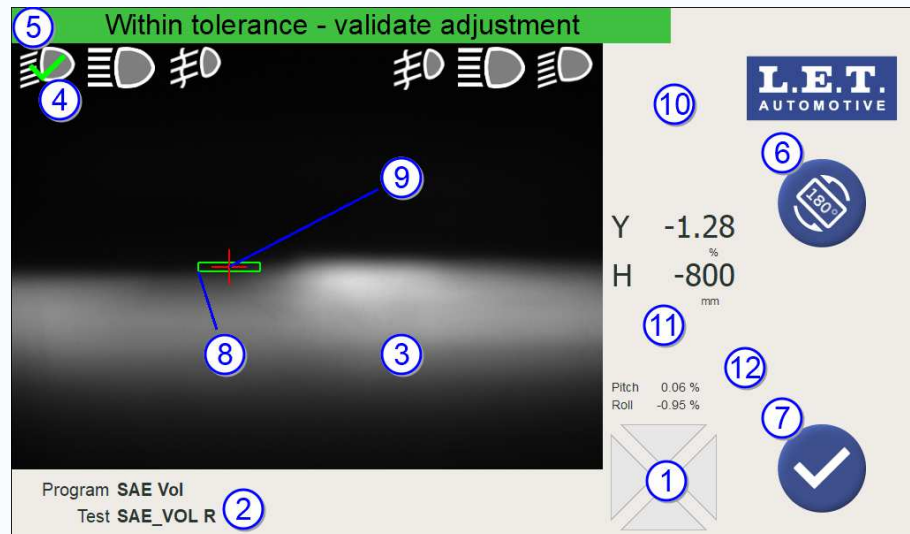 5 Within tolerance - validate adjustment
4
10
L.E.T.
AUTOMOTIVE
6
180°
9
Y -1.28
%
H -800
mm
8
3
11
12
Pitch 0.06 %
Roll -0.95 %
7
1
Program SAE Vol
Test SAE_VOL R 2